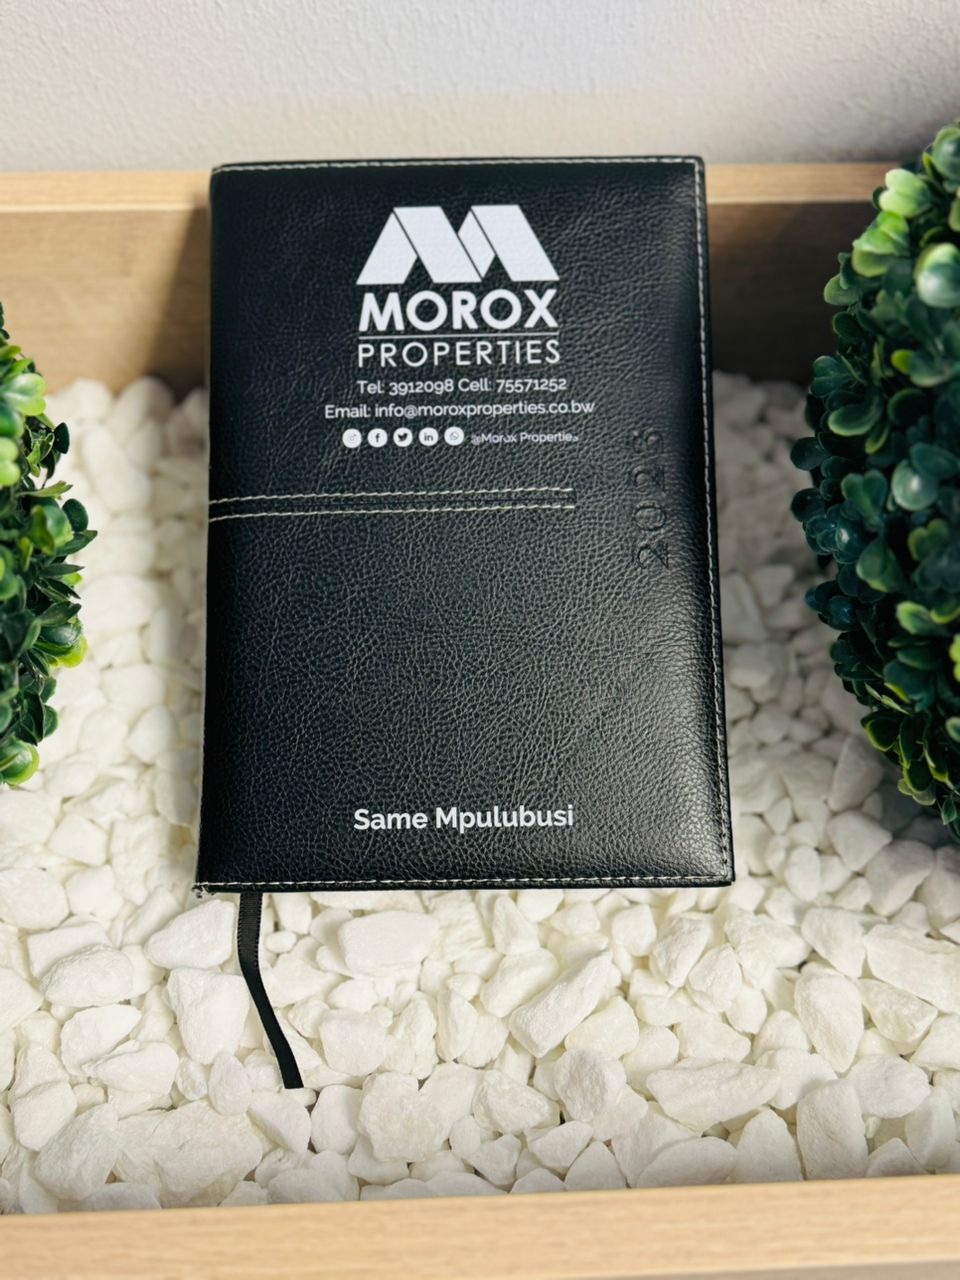 MOROX
PROPERTIES
Tel: 3912098 Cell: 75571252
Email: info@moroxproperties.co.bw
@Morox Properties
2023
Same Mpulubusi